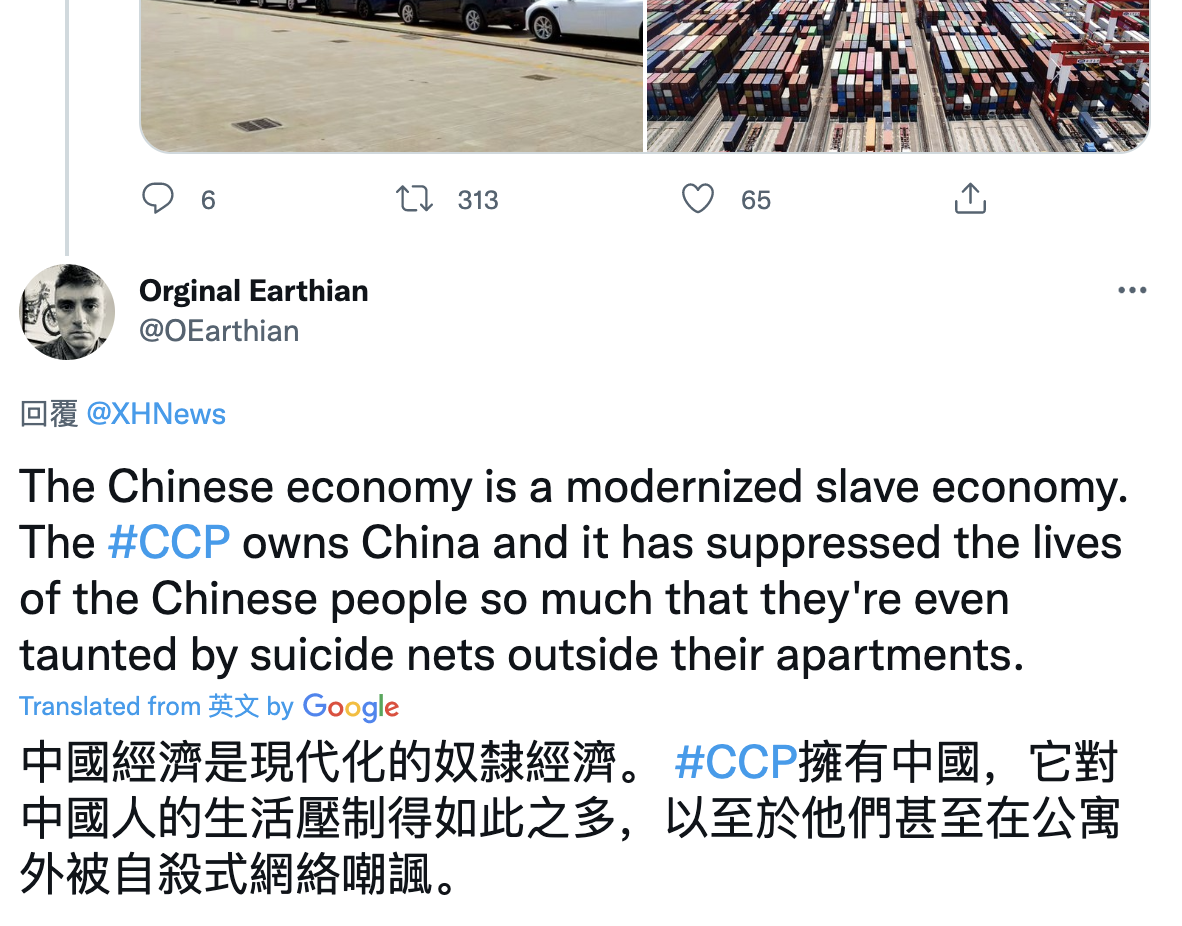 6 313 65
Orginal Earthian
@OEarthian
回覆 @XHNews
The Chinese economy is a modernized slave economy.
The #CCP owns China and it has suppressed the lives
of the Chinese people so much that they're even
taunted by suicide nets outside their apartments.
Translated from 英文 by Google
中國經濟是現代化的奴隸經濟。 #CCP擁有中國，它對
中國人的生活壓制得如此之多，以至於他們甚至在公寓
外被自殺式網絡嘲諷。